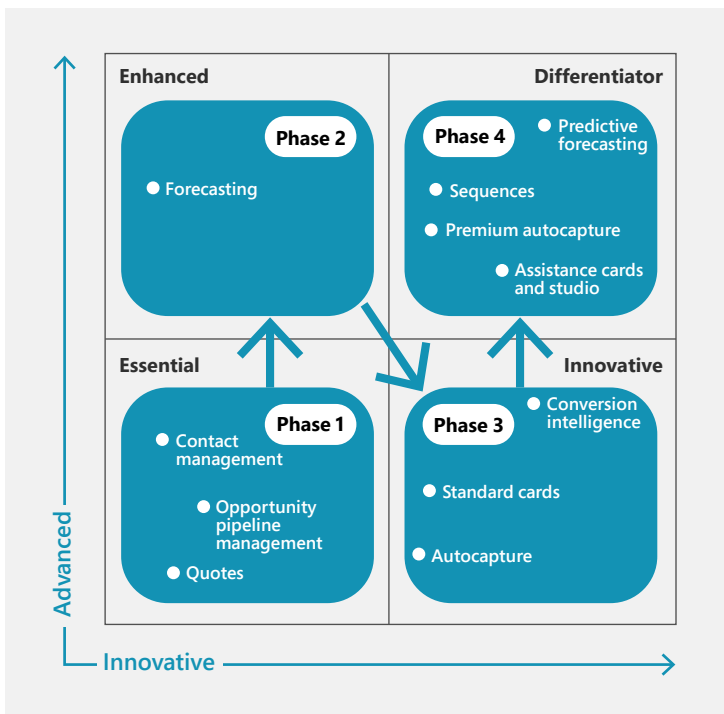 Enhanced
Differentiator
Phase 2
Forecasting
Phase 4
Predictive
forecasting
Sequences
Premium autocapture
Assistance cards
and studio
Essential
Innovative
Phase 1
Contact
management
Opportunity
pipeline
management
Quotes
Phase 3
Conversion
intelligence
Standard cards
Autocapture
Advanced
Innovative